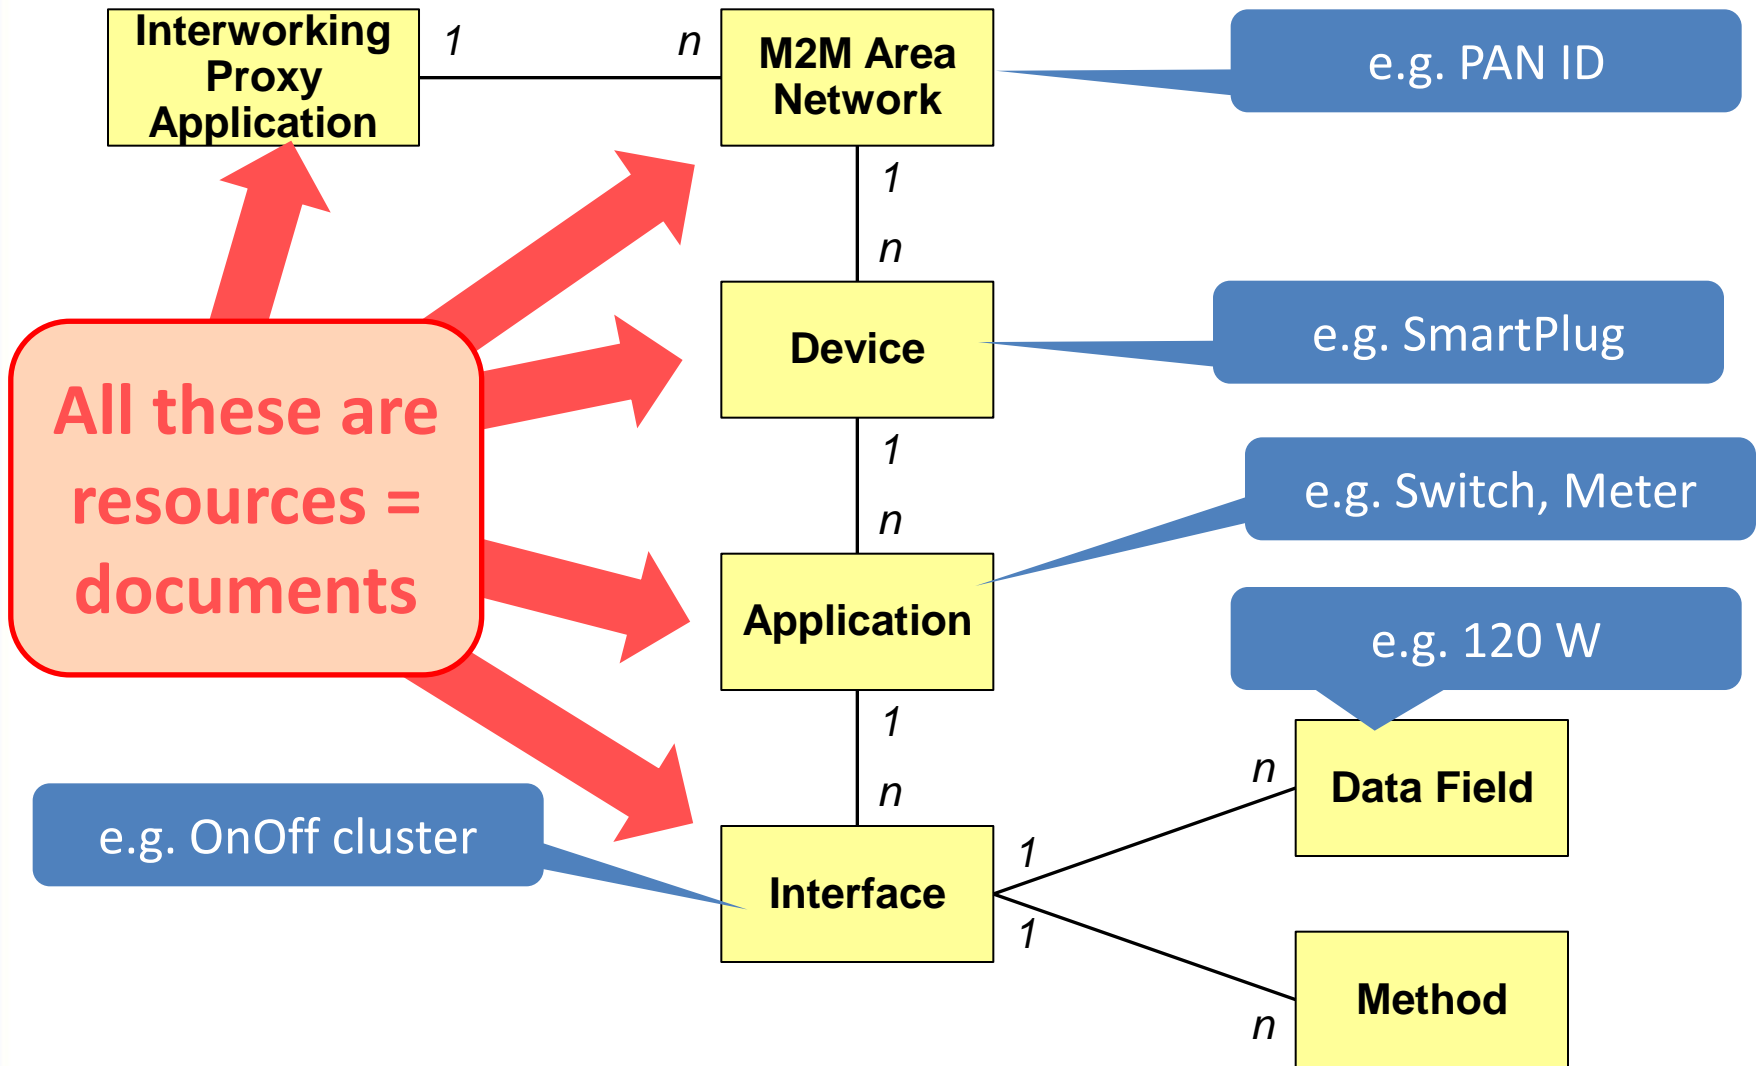 Interworking
Proxy
Application
1
n
M2M Area
Network
e.g. PAN ID
1
n
Device
e.g. SmartPlug
All these are
resources =
documents
1
n
e.g. Switch, Meter
Application
e.g. 120 W
1
n
e.g. OnOff cluster
Interface
1
n
Data Field
1
n
Method